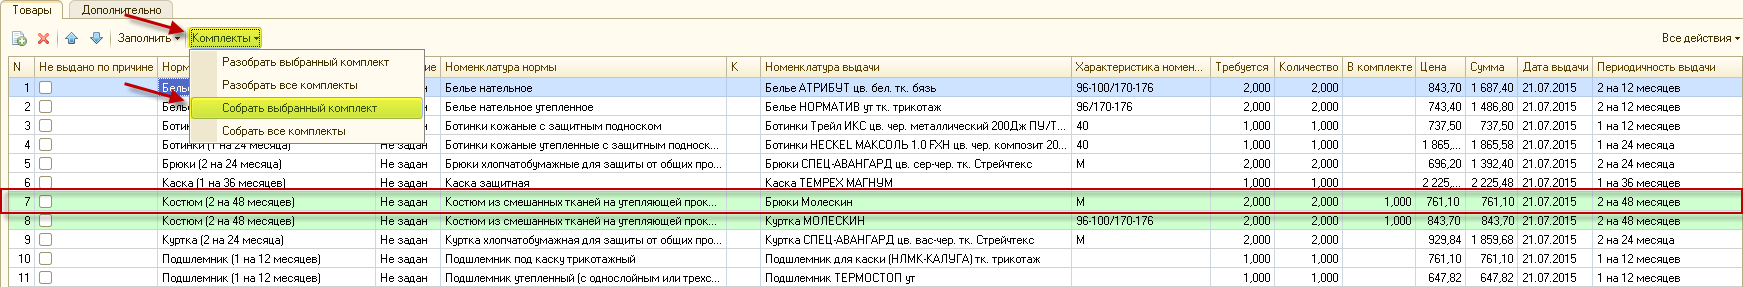 Товары Дополнительно
Заполнить Комплекты Все действия
Разобрать выбранный комплект
Разобрать все комплекты
Собрать выбранный комплект
Собрать все комплекты
N Не выдано по причине Норм ие Номенклатура нормы К Номенклатура выдачи Характеристика номен... Требуется Количество В комплекте Цена Сумма Дата выдачи Периодичность выдачи
1 Белье ан Белье нательное Белье АТРИБУТ цв. бел. тк. бязь 96-100/170-176 2,000 2,000 843,70 1 687,40 21.07.2015 2 на 12 месяцев
2 Бель ан Белье нательное утепленное Белье НОРМАТИВ ут тк. трикотаж 96/170-176 2,000 2,000 743,40 1 486,80 21.07.2015 2 на 12 месяцев
3 Ботин ан Ботинки кожаные с защитным подноском Ботинки Трейл ИКС цв. чер. металлический 200Дж ПУ/Т... 40 1,000 1,000 737,50 737,50 21.07.2015 1 на 12 месяцев
4 Ботинки (1 на 24 месяца) Не задан Ботинки кожаные утепленные с защитным поднос... Ботинки HECKEL МАКСОЛЬ 1.0 FXH цв. чер. композит 20... 40 1,000 1,000 1 865,... 1 865,58 21.07.2015 1 на 24 месяца
5 Брюки (2 на 24 месяца) Не задан Брюки хлопчатобумажные для защиты от общих про... Брюки СПЕЦ-АВАНГАРД цв. сер-чер. тк. Стрейчтекс М 2,000 2,000 696,20 1 392,40 21.07.2015 2 на 24 месяца
6 Каска (1 на 36 месяцев) Не задан Каска защитная Каска ТЕМРЕХ МАГНУМ 1,000 1,000 2 225,... 2 225,48 21.07.2015 1 на 36 месяцев
7 Костюм (2 на 48 месяцев) Не задан Костюм из смешанных тканей на утепляющей прок... Брюки Молескин М 2,000 2,000 1,000 761,10 761,10 21.07.2015 2 на 48 месяцев
8 Костюм (2 на 48 месяцев) Не задан Костюм из смешанных тканей на утепляющей прок... Куртка МОЛЕСКИН 96-100/170-176 2,000 2,000 1,000 843,70 843,70 21.07.2015 2 на 48 месяцев
9 Куртка (2 на 24 месяца) Не задан Куртка хлопчатобумажная для защиты от общих про... Куртка СПЕЦ-АВАНГАРД цв. вас-чер. тк. Стрейчтекс М 2,000 2,000 929,84 1 859,68 21.07.2015 2 на 24 месяца
10 Подшлемник (1 на 12 месяцев) Не задан Подшлемник под каску трикотажный Подшлемник для каски (НЛМК-КАЛУГА) тк. трикотаж 1,000 1,000 761,10 761,10 21.07.2015 1 на 12 месяцев
11 Подшлемник (1 на 12 месяцев) Не задан Подшлемник утепленный (с однослойным или трехс... Подшлемник ТЕРМОСТОП ут 1,000 1,000 647,82 647,82 21.07.2015 1 на 12 месяцев